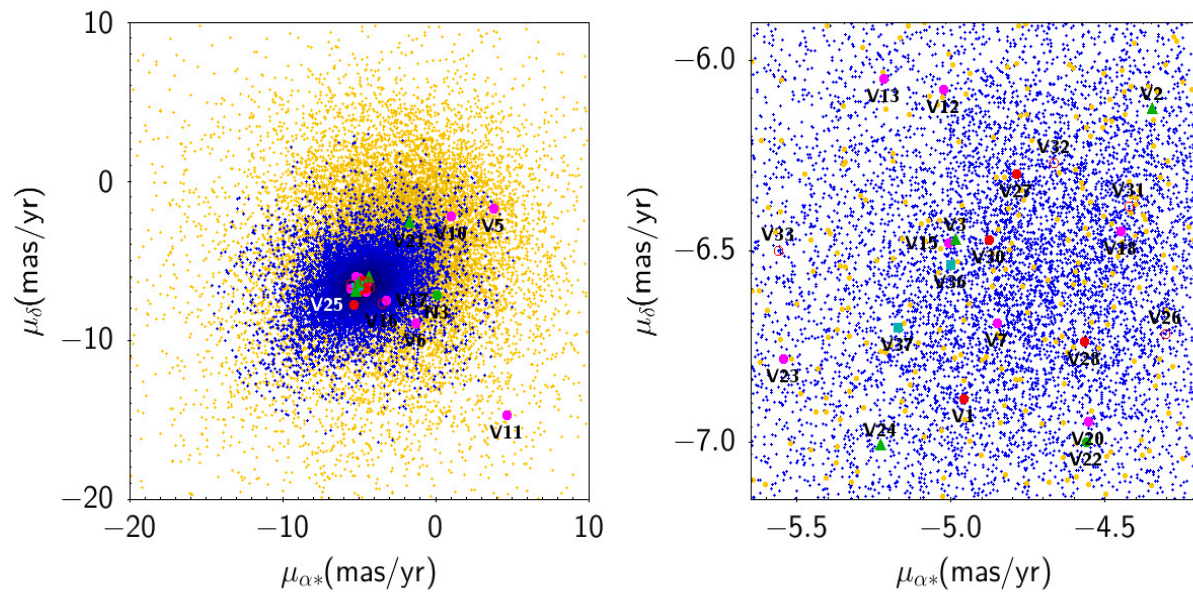 10
0
−10
−20
−20
−10
0
10
μδ(mas/yr)
μα∗(mas/yr)
V21
V10
V5
V25
V17
N3
V16
V6
V11
−6.0
−6.5
−7.0
−5.5
−5.0
−4.5
μδ(mas/yr)
μα∗(mas/yr)
V13
V12
V2
V32
V27
V31
V33
V3
V15
V30
V18
V36
V37
V7
V26
V28
V23
V1
V24
V20
V22